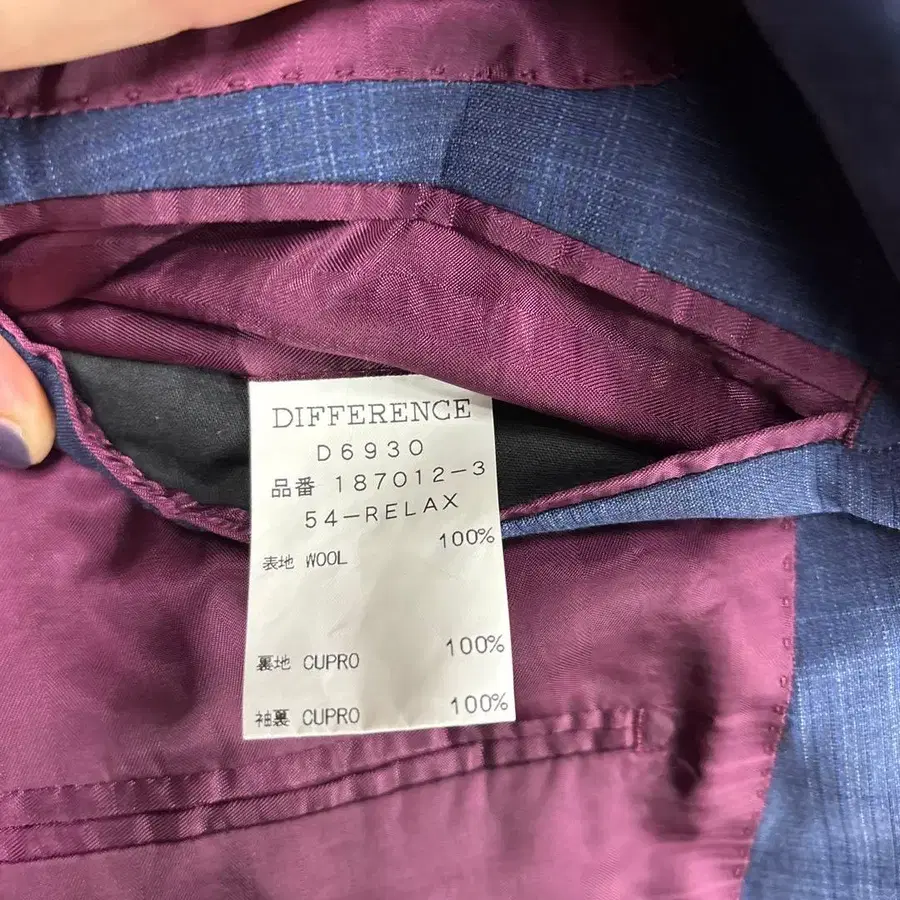 DIFFERENCE
D6930
品番 187012-3
54-RELAX
表地 WOOL 100%
裏地 CUPRO 100%
袖裏 CUPRO 100%